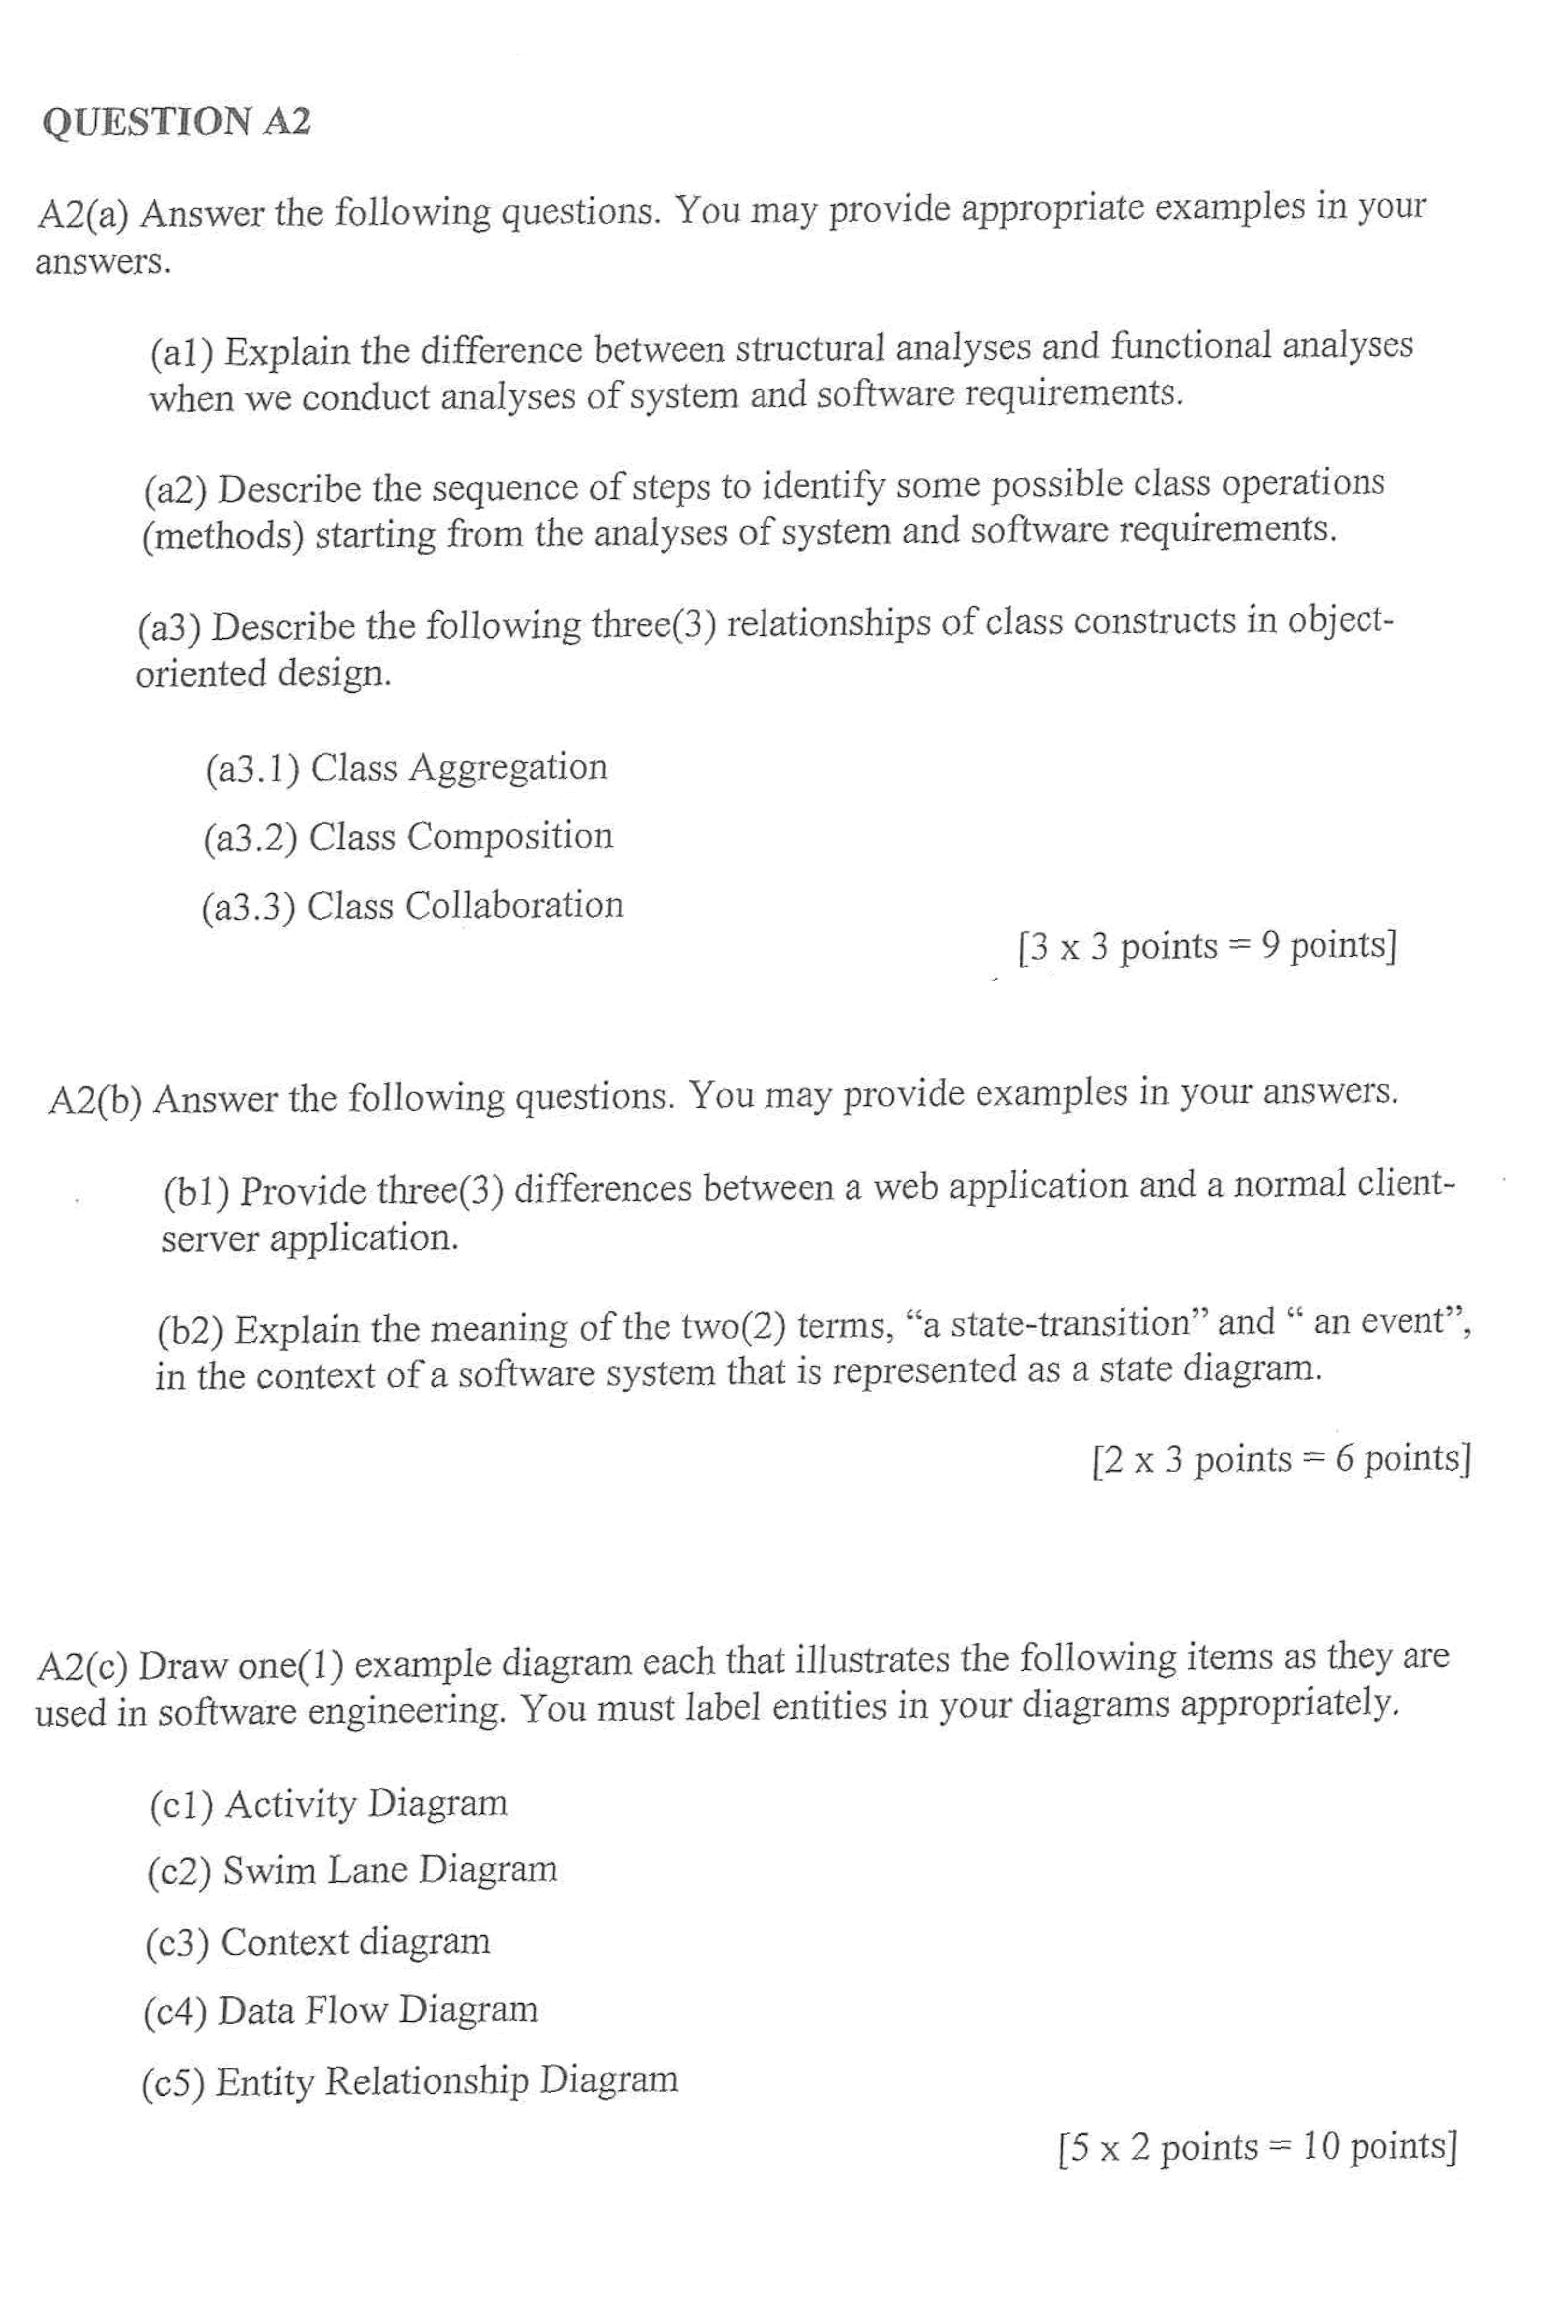 QUESTION A2
A2(a) Answer the following questions. You may provide appropriate examples in your
answers.
(a1) Explain the difference between structural analyses and functional analyses
when we conduct analyses of system and software requirements.
(a2) Describe the sequence of steps to identify some possible class operations
(methods) starting from the analyses of system and software requirements.
(a3) Describe the following three(3) relationships of class constructs in object-
oriented design.
(a3.1) Class Aggregation
(a3.2) Class Composition
(a3.3) Class Collaboration
[3 x 3 points = 9 points]
A2(b) Answer the following questions. You may provide examples in your answers.
(b1) Provide three(3) differences between a web application and a normal client-
server application.
(b2) Explain the meaning of the two(2) terms, “a state-transition” and “ an event”,
in the context of a software system that is represented as a state diagram.
[2 x 3 points = 6 points]
A2(c) Draw one(1) example diagram each that illustrates the following items as they are
used in software engineering. You must label entities in your diagrams appropriately.
(c1) Activity Diagram
(c2) Swim Lane Diagram
(c3) Context diagram
(c4) Data Flow Diagram
(c5) Entity Relationship Diagram
[5 x 2 points = 10 points]